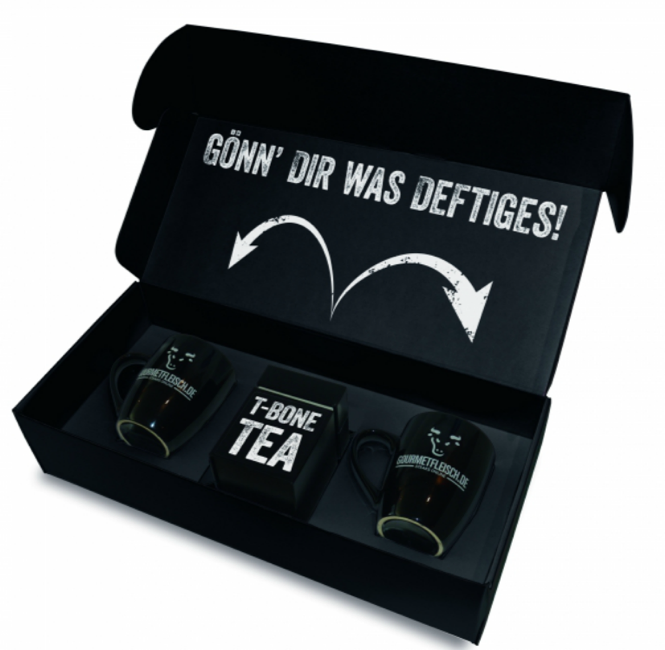 GÖNN' DIR WAS DEFTIGES!
GOURMETFLEISCH.DE
T-BONE
TEA
GOURMETFLEISCH.DE